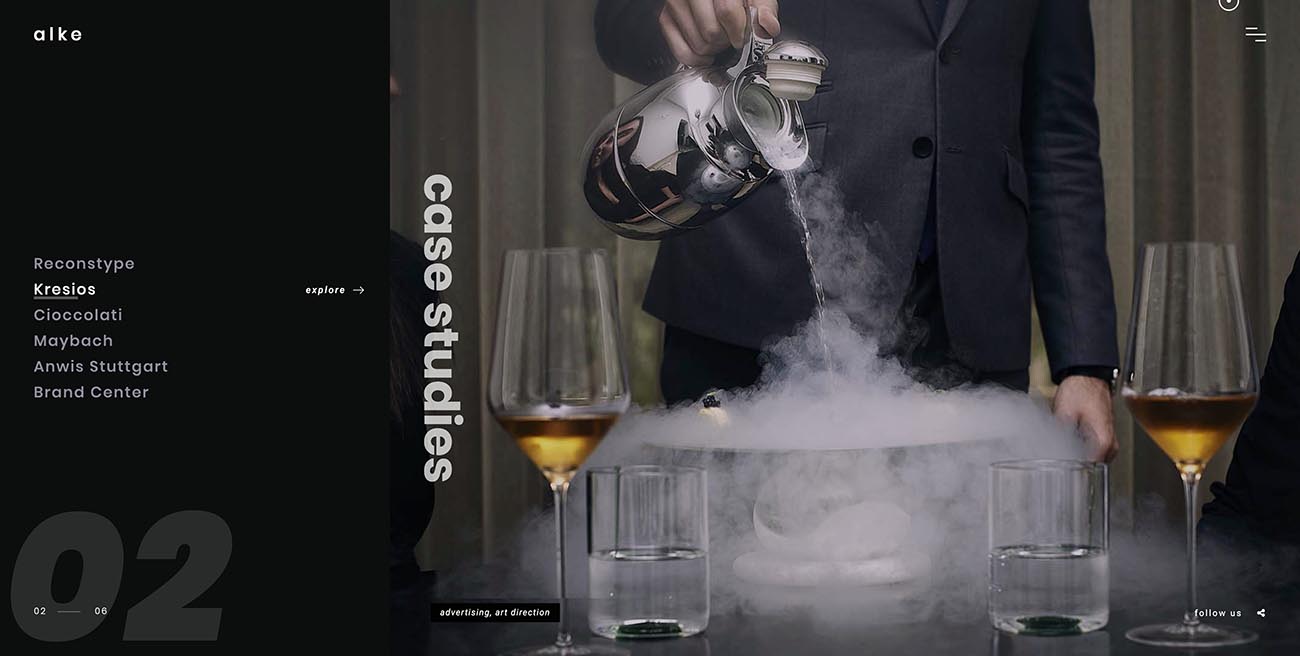 alke
Reconstype
Kresios
explore
Cioccolati
Maybach
Anwis Stuttgart
Brand Center
02
02
06
case studies
advertising, art direction
follow us